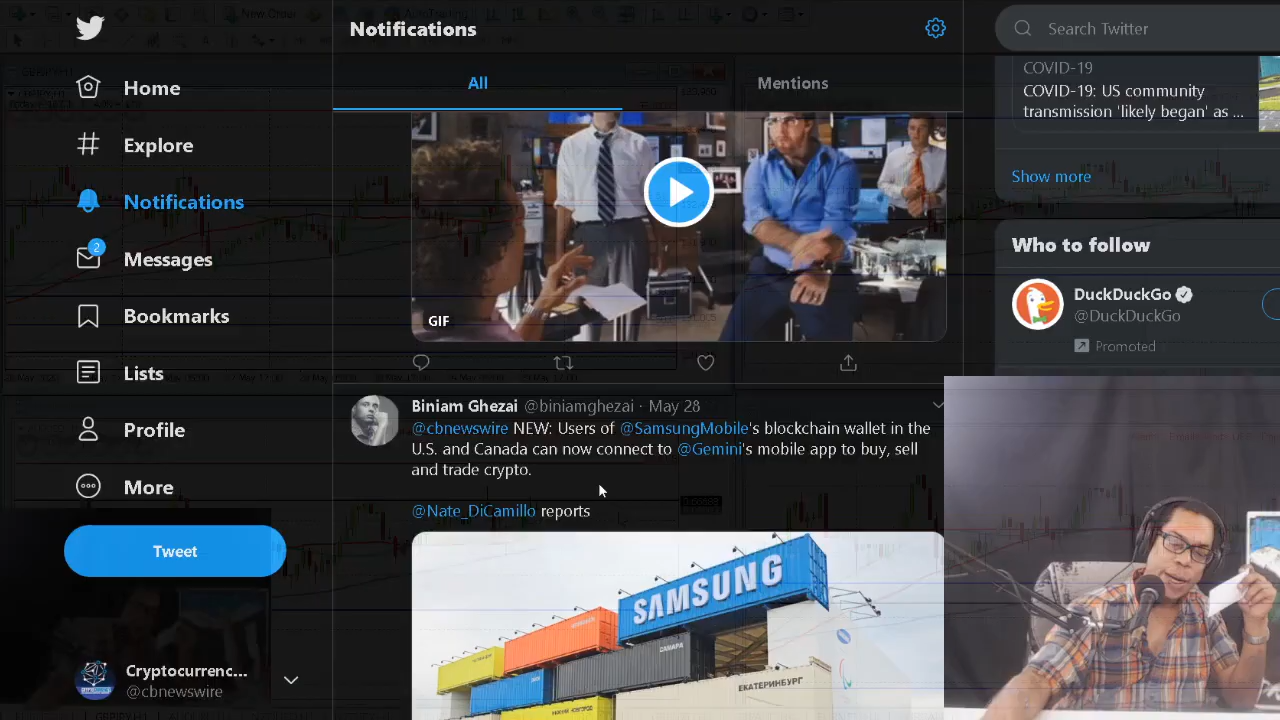 Notifications
Search Twitter
All
Mentions
Home
Explore
Notifications
2
Messages
Bookmarks
Lists
Profile
More
Tweet
Cryptocurrenc...
@cbnewswire
GIF
Biniam Ghezai @biniamghezai · May 28
@cbnewswire NEW: Users of @SamsungMobile's blockchain wallet in the
U.S. and Canada can now connect to @Gemini's mobile app to buy, sell
and trade crypto.
@Nate_DiCamillo reports
SAMSUNG
ЕКАТЕРИНБУРГ
COVID-19
COVID-19: US community
transmission 'likely began' as ...
Show more
Who to follow
DuckDuckGo
@DuckDuckGo
Promoted